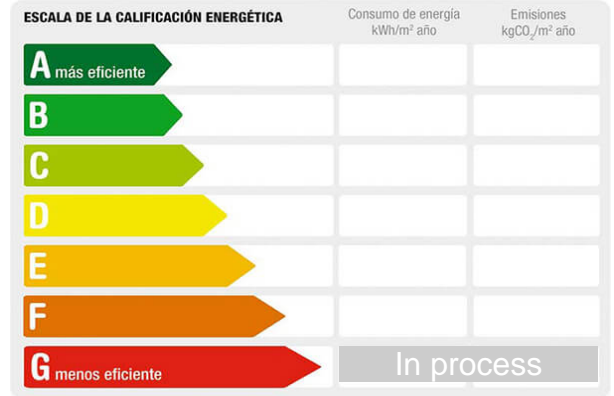 ESCALA DE LA CALIFICACIÓN ENERGÉTICA
Consumo de energía
kWh/m² año
Emisiones
kgCO₂/m² año
A más eficiente
B
C
D
E
F
G menos eficiente
In process